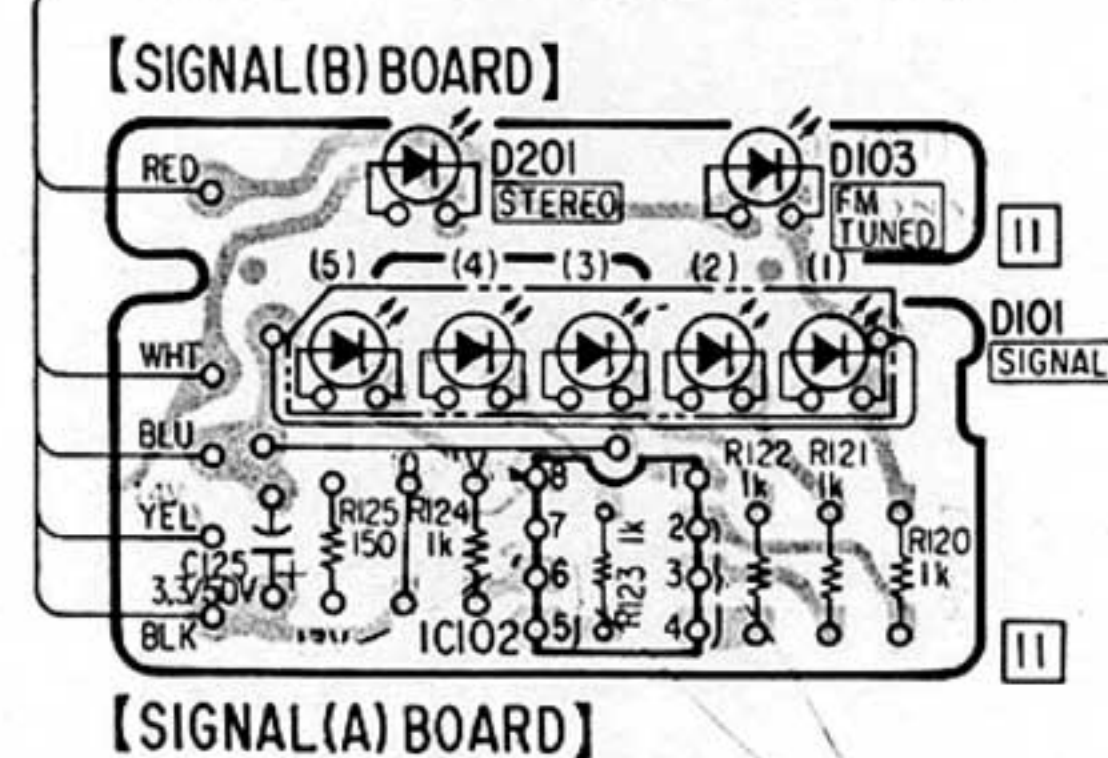 【SIGNAL(B)BOARD】
RED
D201
STEREO
D103
FM
TUNED
11
(5) (4) (3) (2) (1)
D101
SIGNAL
WHT
BLU
R122
1k
R121
1k
YEL
C125
3.3/50V
+
BLK
R125
150
R124
1k
8 1
7 2
6 3
5 4
1k
R123
IC102
R120
1k
11
【SIGNAL(A)BOARD】